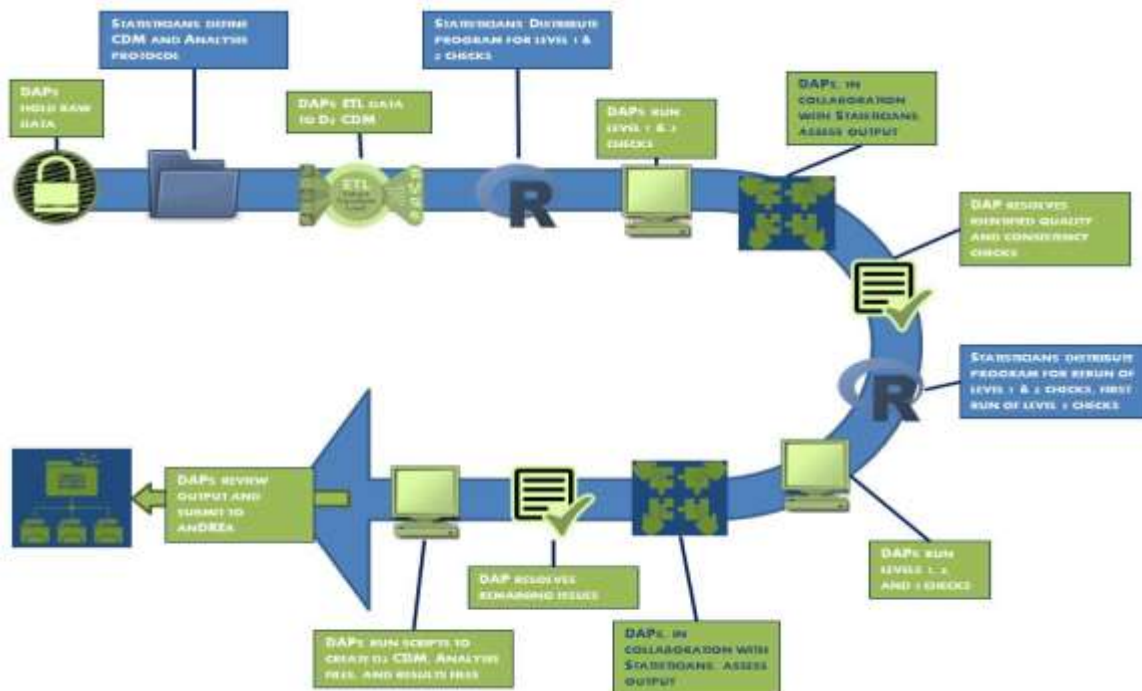 DAPs
HOLD RAW
DATA
STATISTICIANS DEFINE
CDM AND ANALYSIS
PROTOCOL
DAPs ETL DATA
TO D2 CDM
ETL
STATISTICIANS DISTRIBUTE
PROGRAM FOR LEVEL 1 &
2 CHECKS
R
DAPs RUN
LEVEL 1 & 2
CHECKS
DAPs, IN
COLLABORATION
WITH STATISTICIANS,
ASSESS OUTPUT
DAP RESOLVES
IDENTIFIED QUALITY
AND CONSISTENCY
CHECKS
STATISTICIANS DISTRIBUTE
PROGRAM FOR RERUN OF
LEVEL 1 & 2 CHECKS, FIRST
RUN OF LEVEL 3 CHECKS
R
DAPs RUN
LEVELS 1, 2,
AND 3 CHECKS
DAPs, IN
COLLABORATION WITH
STATISTICIANS, ASSESS
OUTPUT
DAP RESOLVES
REMAINING ISSUES
DAPs RUN SCRIPTS TO
CREATE D2 CDM, ANALYSIS
FILES, AND RESULTS FILES
DAPs REVIEW
OUTPUT AND
SUBMIT TO
ANDREA